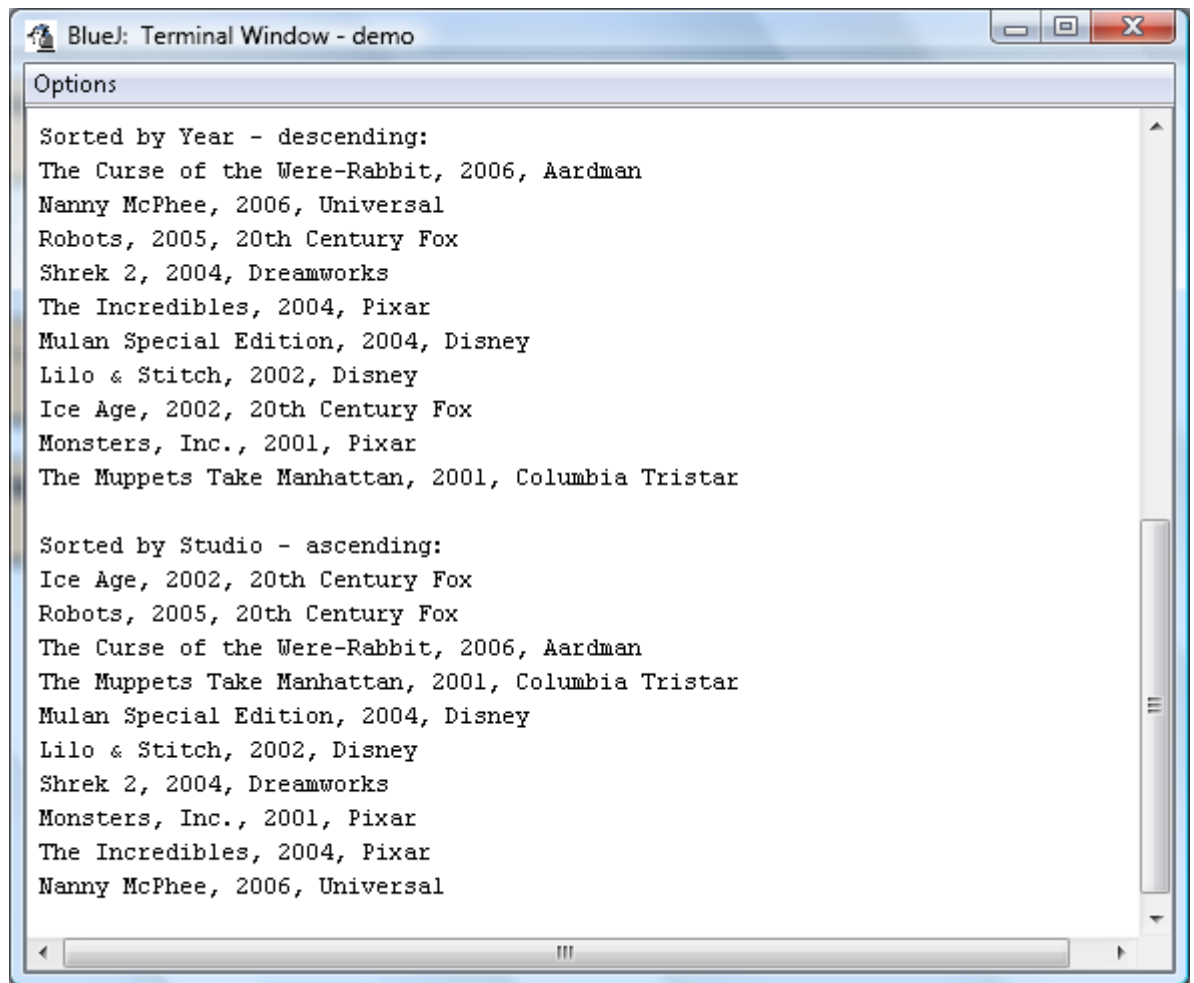 BlueJ: Terminal Window - demo
Options
Sorted by Year - descending:
The Curse of the Were-Rabbit, 2006, Aardman
Nanny McPhee, 2006, Universal
Robots, 2005, 20th Century Fox
Shrek 2, 2004, Dreamworks
The Incredibles, 2004, Pixar
Mulan Special Edition, 2004, Disney
Lilo & Stitch, 2002, Disney
Ice Age, 2002, 20th Century Fox
Monsters, Inc., 2001, Pixar
The Muppets Take Manhattan, 2001, Columbia Tristar
Sorted by Studio - ascending:
Ice Age, 2002, 20th Century Fox
Robots, 2005, 20th Century Fox
The Curse of the Were-Rabbit, 2006, Aardman
The Muppets Take Manhattan, 2001, Columbia Tristar
Mulan Special Edition, 2004, Disney
Lilo & Stitch, 2002, Disney
Shrek 2, 2004, Dreamworks
Monsters, Inc., 2001, Pixar
The Incredibles, 2004, Pixar
Nanny McPhee, 2006, Universal